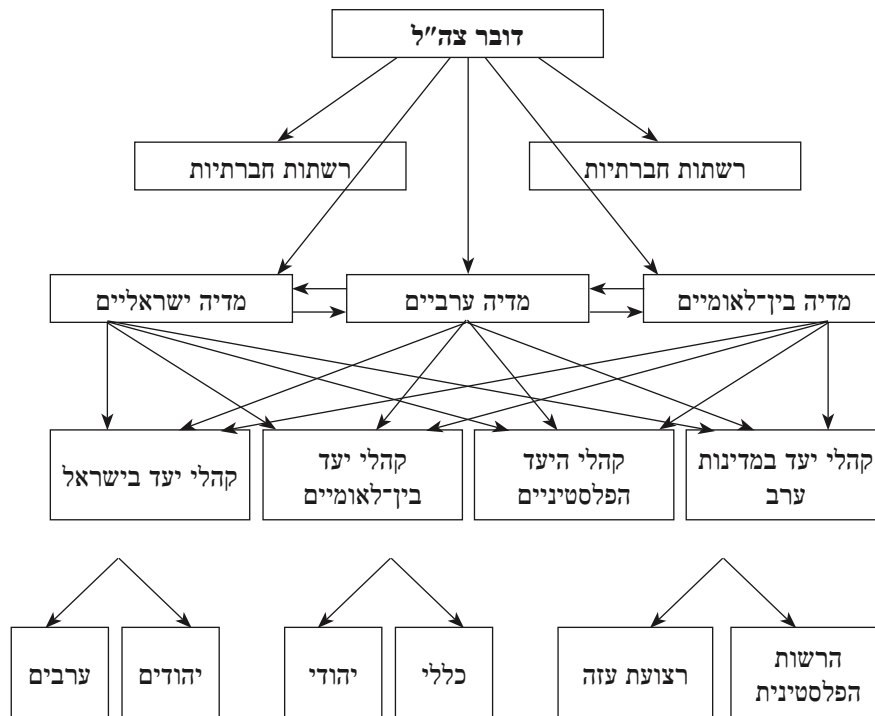 דובר צה"ל
רשתות חברתיות
רשתות חברתיות
מדיה בין־לאומיים
מדיה ערביים
מדיה ישראליים
קהלי יעד במדינות
ערב
קהלי היעד
הפלסטיניים
קהלי יעד
בין־לאומיים
קהלי יעד בישראל
הרשות
הפלסטינית
רצועת עזה
כללי
יהודי
יהודים
ערבים